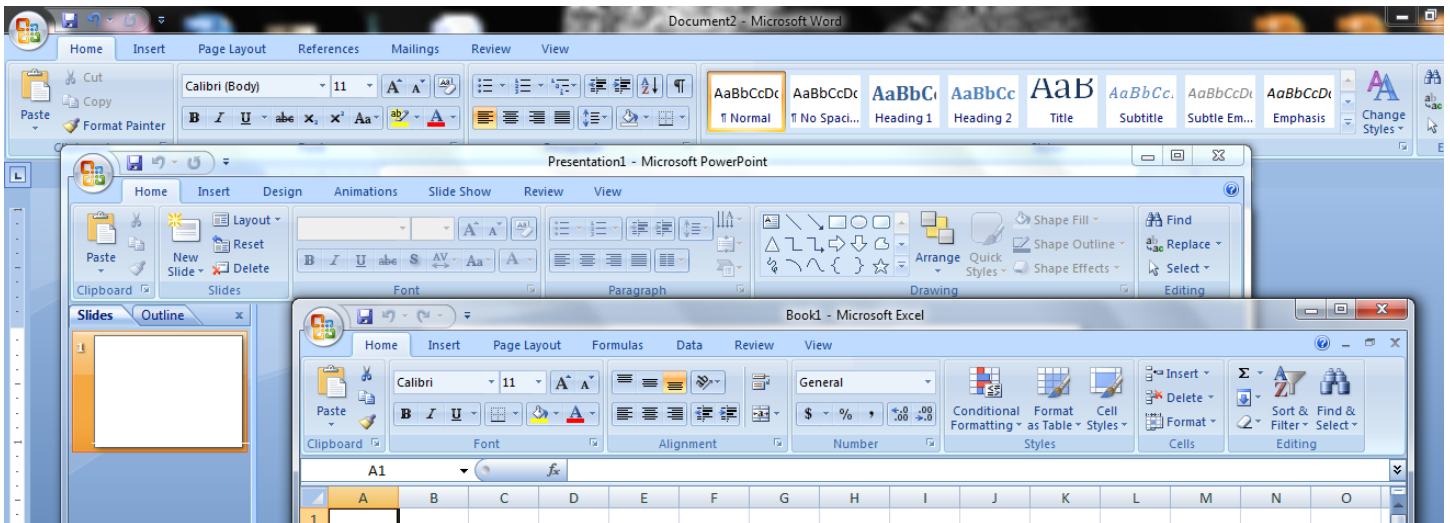 Document2 - Microsoft Word
Home Insert Page Layout References Mailings Review View
Cut
Copy
Format Painter
Paste
Calibri (Body) 11
AaBbCcDc AaBbCcDc AaBbC AaBbCc AaB AaBbCc. AaBbCcDc AaBbCcDc
¶ Normal ¶ No Spaci... Heading 1 Heading 2 Title Subtitle Subtle Em... Emphasis
Change
Styles
Presentation1 - Microsoft PowerPoint
Home Insert Design Animations Slide Show Review View
Paste
Clipboard
New
Slide
Layout
Reset
Delete
Slides
B I U abe S AV Aa A
Font
Paragraph
Arrange
Quick
Styles
Shape Fill
Shape Outline
Shape Effects
Drawing
Find
Replace
Select
Editing
Slides Outline x
1
Book1 - Microsoft Excel
Home Insert Page Layout Formulas Data Review View
Paste
Clipboard
Calibri 11
B I U
Font
Alignment
General
$ % ,
Number
Conditional
Formatting
Format
as Table
Cell
Styles
Styles
Insert
Delete
Format
Cells
Σ
Sort &
Filter
Find &
Select
Editing
A1 fx
A B C D E F G H I J K L M N O
1